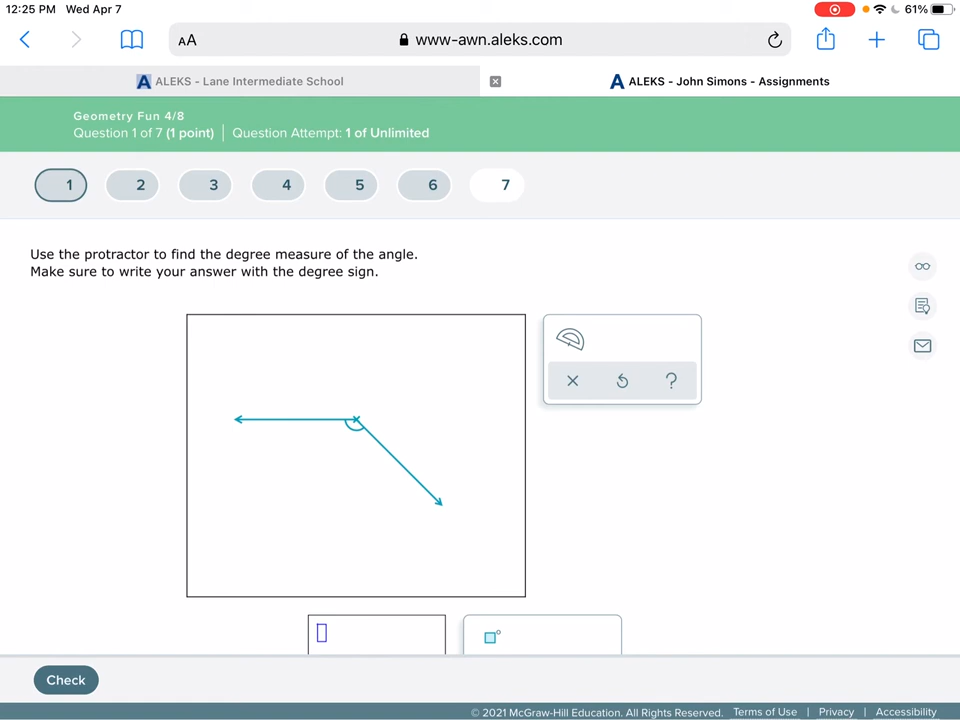 12:25 PM Wed Apr 7
61%
AA
www-awn.aleks.com
A ALEKS - Lane Intermediate School
A ALEKS - John Simons - Assignments
Geometry Fun 4/8
Question 1 of 7 (1 point) | Question Attempt: 1 of Unlimited
1 2 3 4 5 6 7
Use the protractor to find the degree measure of the angle.
Make sure to write your answer with the degree sign.
?
Check
© 2021 McGraw-Hill Education. All Rights Reserved. Terms of Use | Privacy | Accessibility